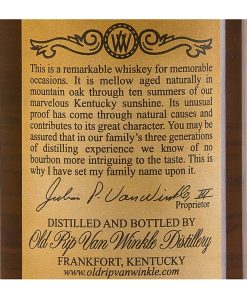 VW
This is a remarkable whiskey for memorable
occasions. It is mellow aged naturally in
mountain oak through ten summers of our
marvelous Kentucky sunshine. Its unusual
proof has come through natural causes and
contributes to its great character. You may be
assured that in our family's three generations
of distilling experience we know of no
bourbon more intriguing to the taste. This is
why I have set my family name upon it.
Julian P. Van Winkle III
Proprietor
DISTILLED AND BOTTLED BY
Old Rip Van Winkle Distillery
FRANKFORT, KENTUCKY
www.oldripvanwinkle.com